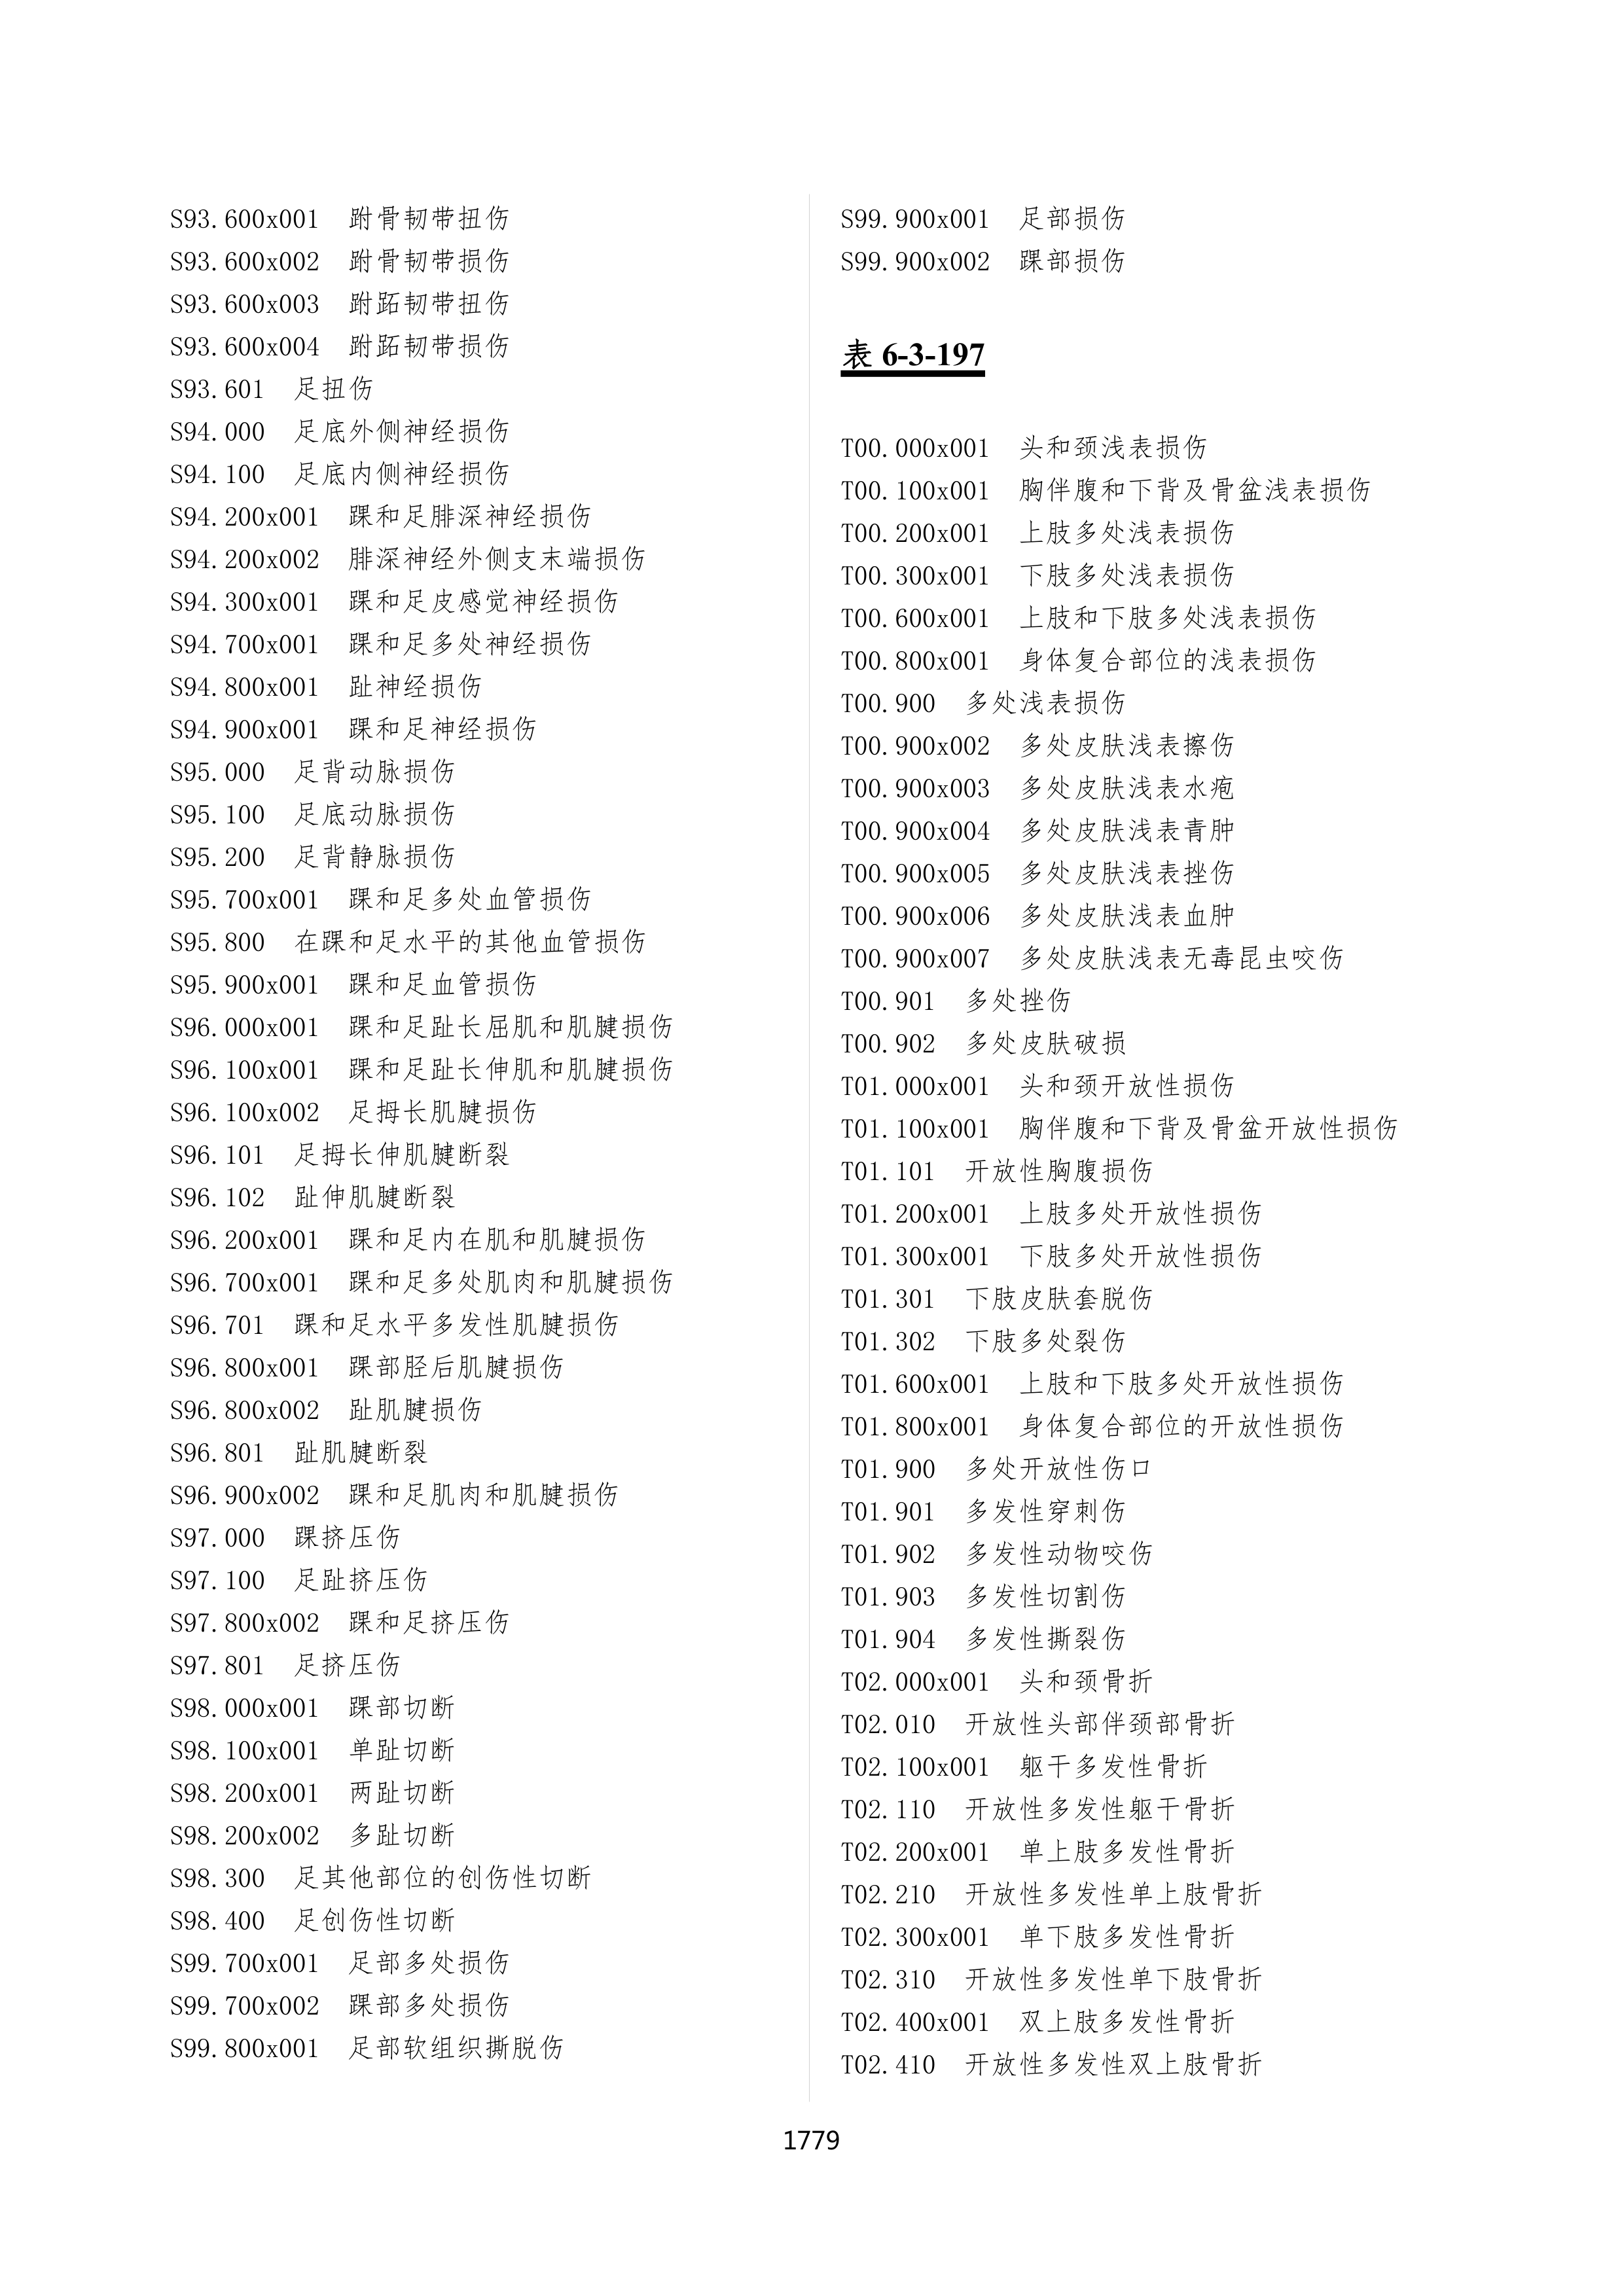 S93.600x001 跗骨韧带扭伤
S93.600x002 跗骨韧带损伤
S93.600x003 跗跖韧带扭伤
S93.600x004 跗跖韧带损伤
S93.601 足扭伤
S94.000 足底外侧神经损伤
S94.100 足底内侧神经损伤
S94.200x001 踝和足腓深神经损伤
S94.200x002 腓深神经外侧支末端损伤
S94.300x001 踝和足皮感觉神经损伤
S94.700x001 踝和足多处神经损伤
S94.800x001 趾神经损伤
S94.900x001 踝和足神经损伤
S95.000 足背动脉损伤
S95.100 足底动脉损伤
S95.200 足背静脉损伤
S95.700x001 踝和足多处血管损伤
S95.800 在踝和足水平的其他血管损伤
S95.900x001 踝和足血管损伤
S96.000x001 踝和足趾长屈肌和肌腱损伤
S96.100x001 踝和足趾长伸肌和肌腱损伤
S96.100x002 足拇长肌腱损伤
S96.101 足拇长伸肌腱断裂
S96.102 趾伸肌腱断裂
S96.200x001 踝和足内在肌和肌腱损伤
S96.700x001 踝和足多处肌肉和肌腱损伤
S96.701 踝和足水平多发性肌腱损伤
S96.800x001 踝部胫后肌腱损伤
S96.800x002 趾肌腱损伤
S96.801 趾肌腱断裂
S96.900x002 踝和足肌肉和肌腱损伤
S97.000 踝挤压伤
S97.100 足趾挤压伤
S97.800x002 踝和足挤压伤
S97.801 足挤压伤
S98.000x001 踝部切断
S98.100x001 单趾切断
S98.200x001 两趾切断
S98.200x002 多趾切断
S98.300 足其他部位的创伤性切断
S98.400 足创伤性切断
S99.700x001 足部多处损伤
S99.700x002 踝部多处损伤
S99.800x001 足部软组织撕脱伤
S99.900x001 足部损伤
S99.900x002 踝部损伤
表 6-3-197
T00.000x001 头和颈浅表损伤
T00.100x001 胸伴腹和下背及骨盆浅表损伤
T00.200x001 上肢多处浅表损伤
T00.300x001 下肢多处浅表损伤
T00.600x001 上肢和下肢多处浅表损伤
T00.800x001 身体复合部位的浅表损伤
T00.900 多处浅表损伤
T00.900x002 多处皮肤浅表擦伤
T00.900x003 多处皮肤浅表水疱
T00.900x004 多处皮肤浅表青肿
T00.900x005 多处皮肤浅表挫伤
T00.900x006 多处皮肤浅表血肿
T00.900x007 多处皮肤浅表无毒昆虫咬伤
T00.901 多处挫伤
T00.902 多处皮肤破损
T01.000x001 头和颈开放性损伤
T01.100x001 胸伴腹和下背及骨盆开放性损伤
T01.101 开放性胸腹损伤
T01.200x001 上肢多处开放性损伤
T01.300x001 下肢多处开放性损伤
T01.301 下肢皮肤套脱伤
T01.302 下肢多处裂伤
T01.600x001 上肢和下肢多处开放性损伤
T01.800x001 身体复合部位的开放性损伤
T01.900 多处开放性伤口
T01.901 多发性穿刺伤
T01.902 多发性动物咬伤
T01.903 多发性切割伤
T01.904 多发性撕裂伤
T02.000x001 头和颈骨折
T02.010 开放性头部伴颈部骨折
T02.100x001 躯干多发性骨折
T02.110 开放性多发性躯干骨折
T02.200x001 单上肢多发性骨折
T02.210 开放性多发性单上肢骨折
T02.300x001 单下肢多发性骨折
T02.310 开放性多发性单下肢骨折
T02.400x001 双上肢多发性骨折
T02.410 开放性多发性双上肢骨折
1779